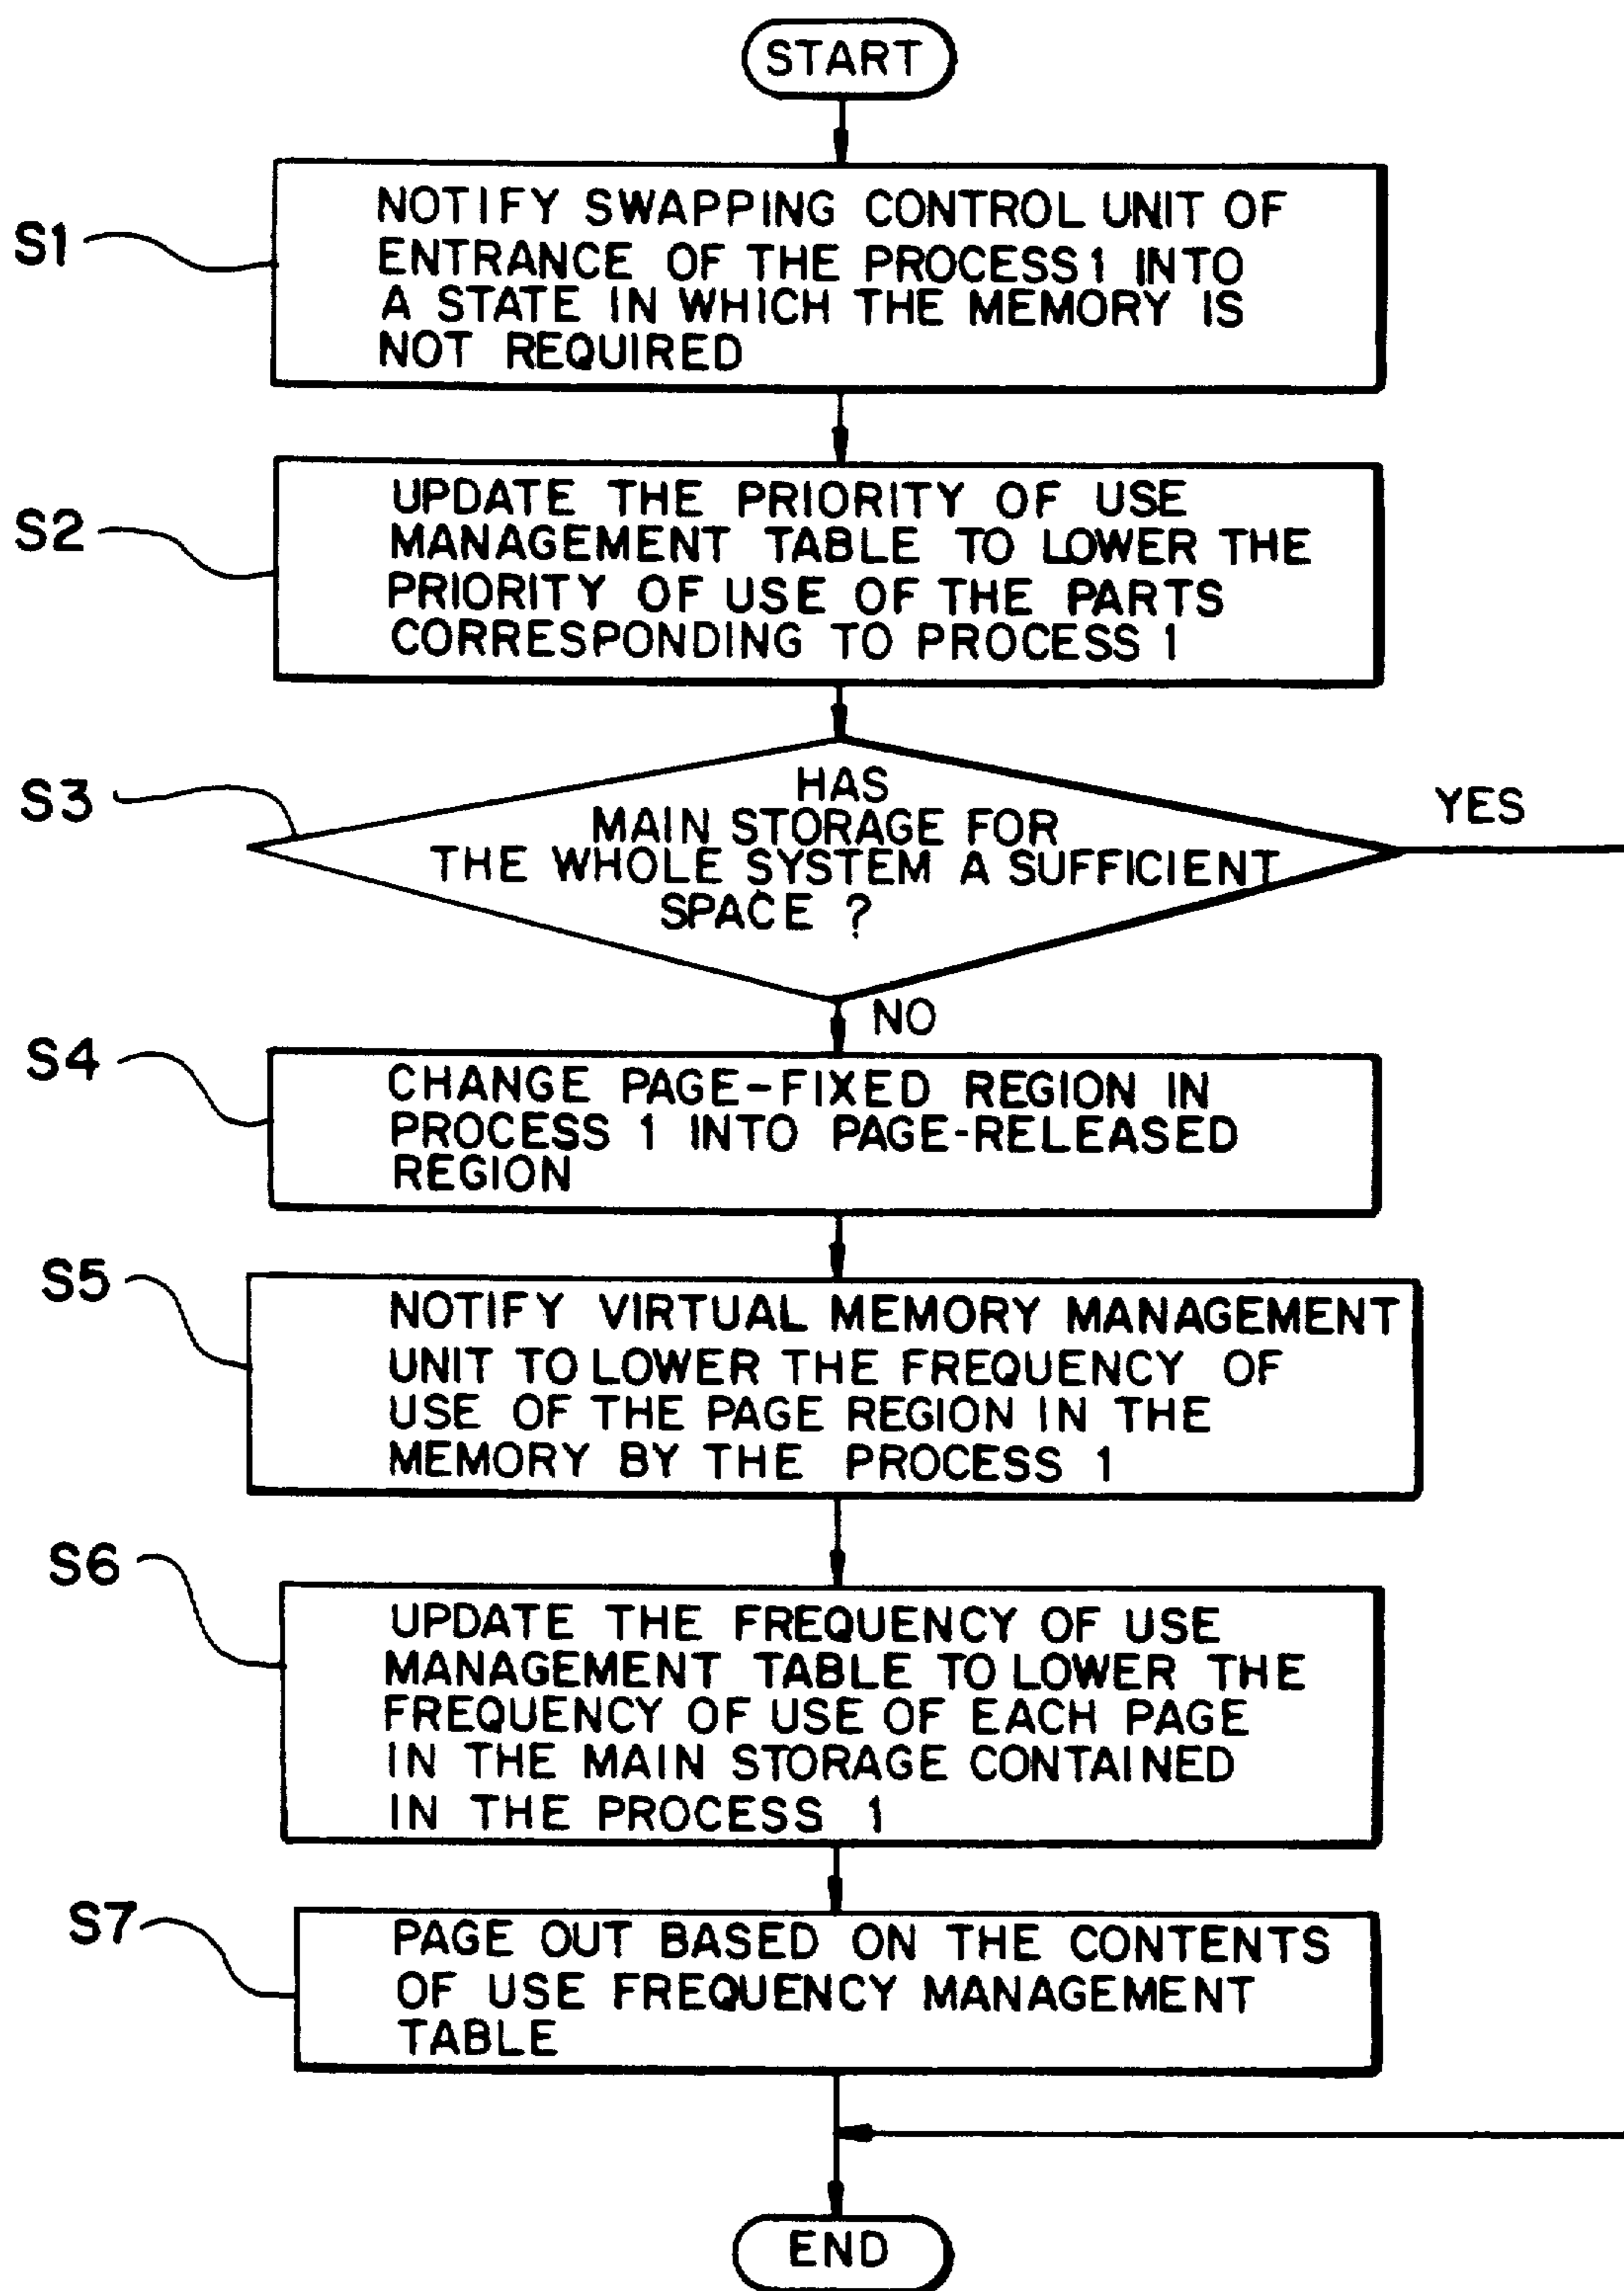 START
S1
NOTIFY SWAPPING CONTROL UNIT OF
ENTRANCE OF THE PROCESS 1 INTO
A STATE IN WHICH THE MEMORY IS
NOT REQUIRED
S2
UPDATE THE PRIORITY OF USE
MANAGEMENT TABLE TO LOWER THE
PRIORITY OF USE OF THE PARTS
CORRESPONDING TO PROCESS 1
S3
HAS
MAIN STORAGE FOR
THE WHOLE SYSTEM A SUFFICIENT
SPACE ?
YES
NO
S4
CHANGE PAGE-FIXED REGION IN
PROCESS 1 INTO PAGE-RELEASED
REGION
S5
NOTIFY VIRTUAL MEMORY MANAGEMENT
UNIT TO LOWER THE FREQUENCY OF
USE OF THE PAGE REGION IN THE
MEMORY BY THE PROCESS 1
S6
UPDATE THE FREQUENCY OF USE
MANAGEMENT TABLE TO LOWER THE
FREQUENCY OF USE OF EACH PAGE
IN THE MAIN STORAGE CONTAINED
IN THE PROCESS 1
S7
PAGE OUT BASED ON THE CONTENTS
OF USE FREQUENCY MANAGEMENT
TABLE
END